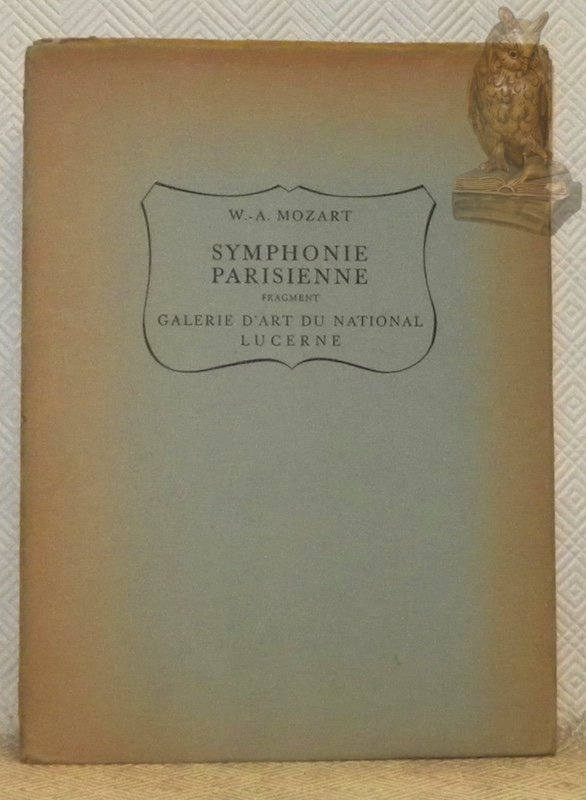 W.-A. MOZART
SYMPHONIE
PARISIENNE
FRAGMENT
GALERIE D'ART DU NATIONAL
LUCERNE